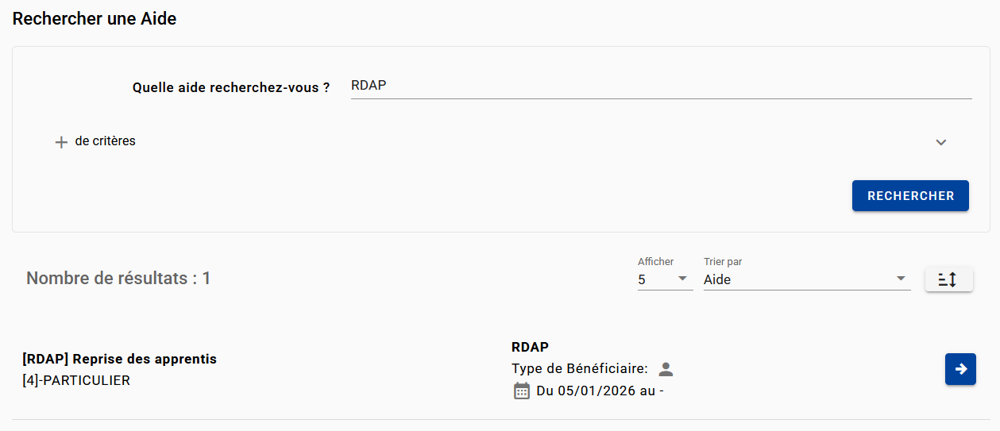 Rechercher une Aide
Quelle aide recherchez-vous ?
RDAP
de critères
RECHERCHER
Nombre de résultats : 1
Afficher
5
Trier par
Aide
[RDAP] Reprise des apprentis
[4]-PARTICULIER
RDAP
Type de Bénéficiaire:
Du 05/01/2026 au -